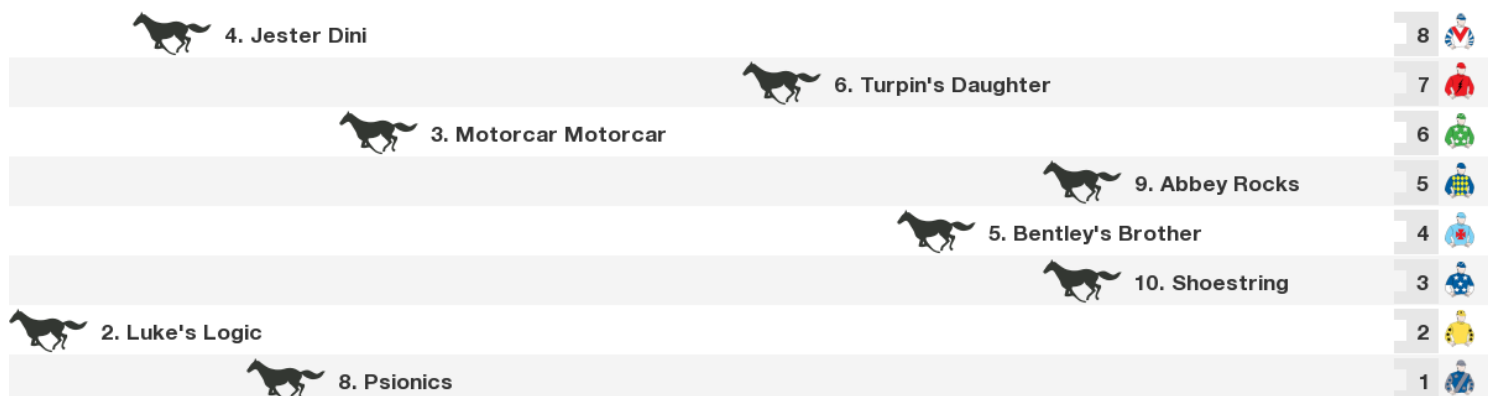 4. Jester Dini 8
6. Turpin's Daughter 7
3. Motorcar Motorcar 6
9. Abbey Rocks 5
5. Bentley's Brother 4
10. Shoestring 3
2. Luke's Logic 2
8. Psionics 1